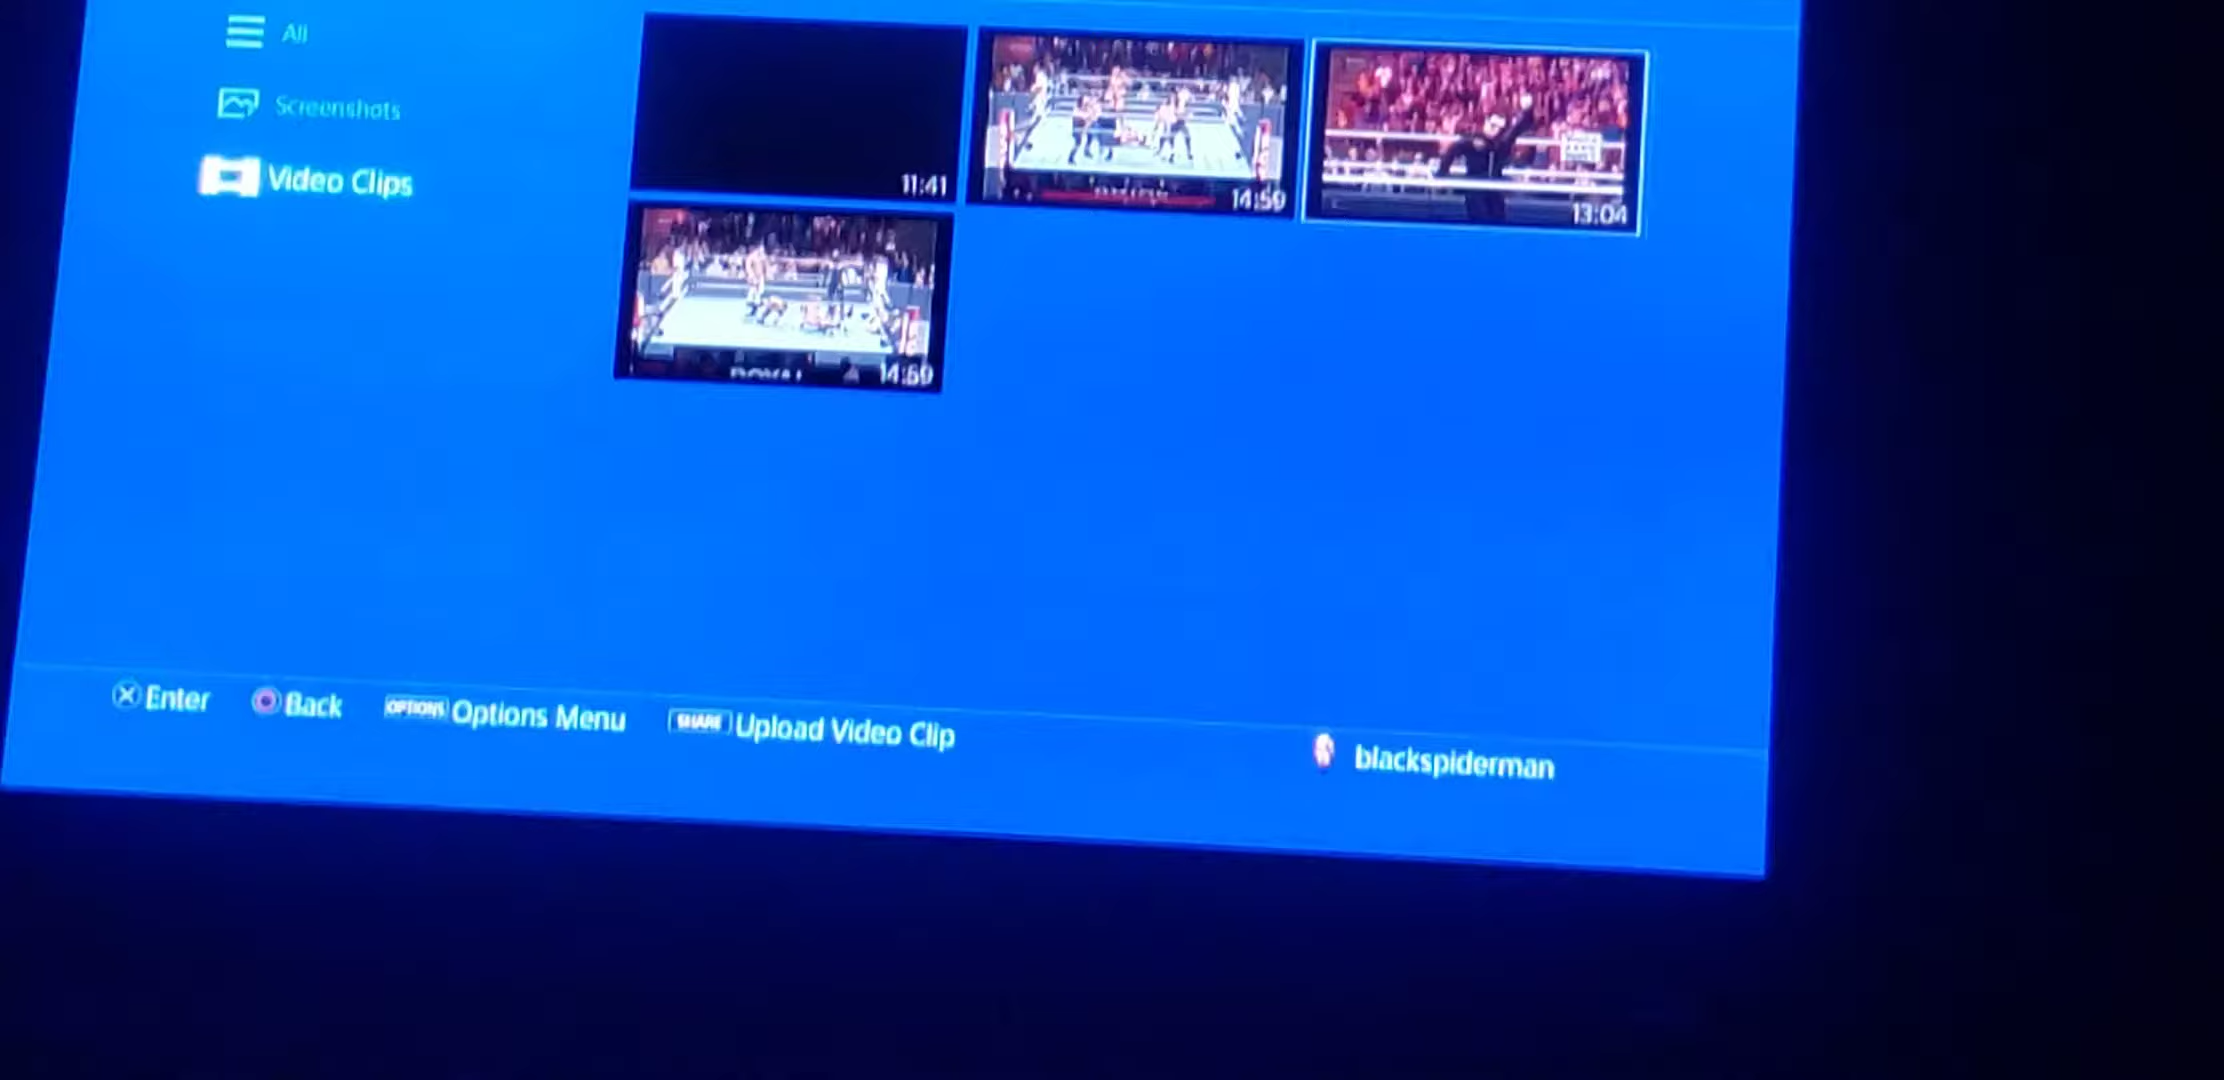 All
Screenshots
Video Clips
11:41
14:59
13:04
14:59
Enter
Back
OPTIONS Options Menu
SHARE Upload Video Clip
blackspiderman